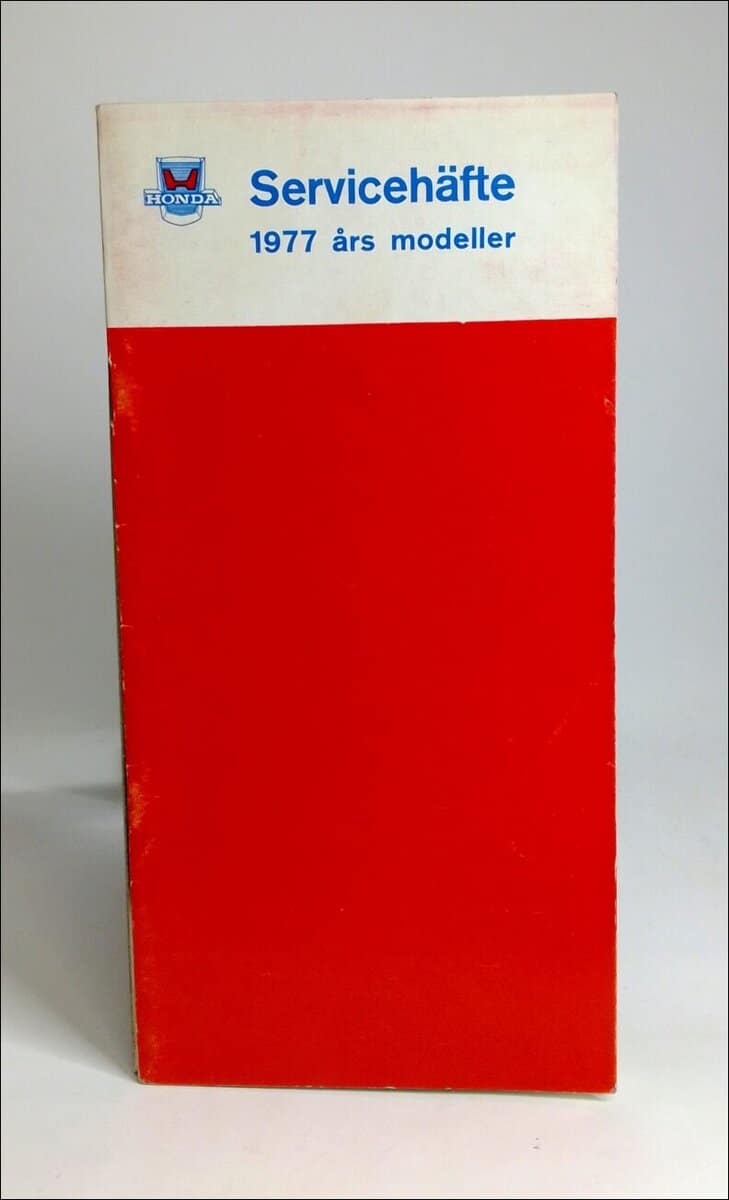 HONDA
Servicehäfte
1977 års modeller